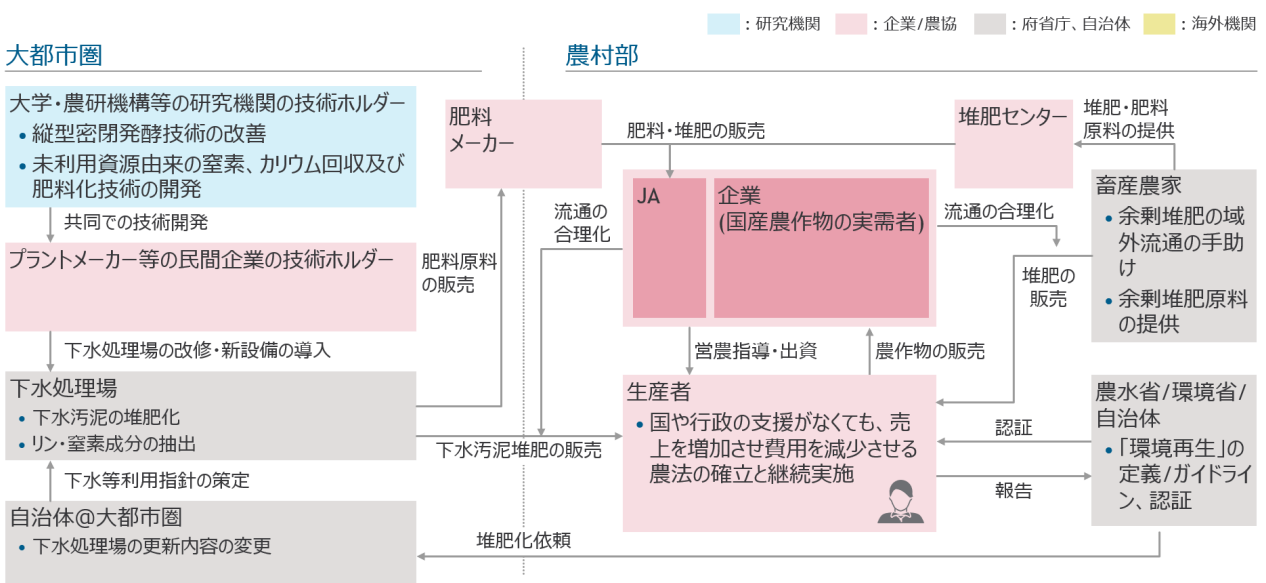 ：研究機関
：企業/農協
：府省庁、自治体
：海外機関
大都市圏
農村部
大学・農研機構等の研究機関の技術ホルダー
• 縦型密閉発酵技術の改善
• 未利用資源由来の窒素、カリウム回収及び
肥料化技術の開発
共同での技術開発
プラントメーカー等の民間企業の技術ホルダー
下水処理場の改修・新設備の導入
下水処理場
• 下水汚泥の堆肥化
• リン・窒素成分の抽出
下水等利用指針の策定
自治体@大都市圏
• 下水処理場の更新内容の変更
肥料
メーカー
肥料原料
の販売
流通の
合理化
下水汚泥堆肥の販売
堆肥化依頼
肥料・堆肥の販売
JA
企業
(国産農作物の実需者)
営農指導・出資
農作物の販売
生産者
• 国や行政の支援がなくても、売
上を増加させ費用を減少させる
農法の確立と継続実施
堆肥センター
堆肥・肥料
原料の提供
流通の合理化
堆肥の
販売
畜産農家
• 余剰堆肥の域
外流通の手助
け
• 余剰堆肥原料
の提供
認証
報告
農水省/環境省/
自治体
• 「環境再生」の
定義/ガイドライ
ン、認証